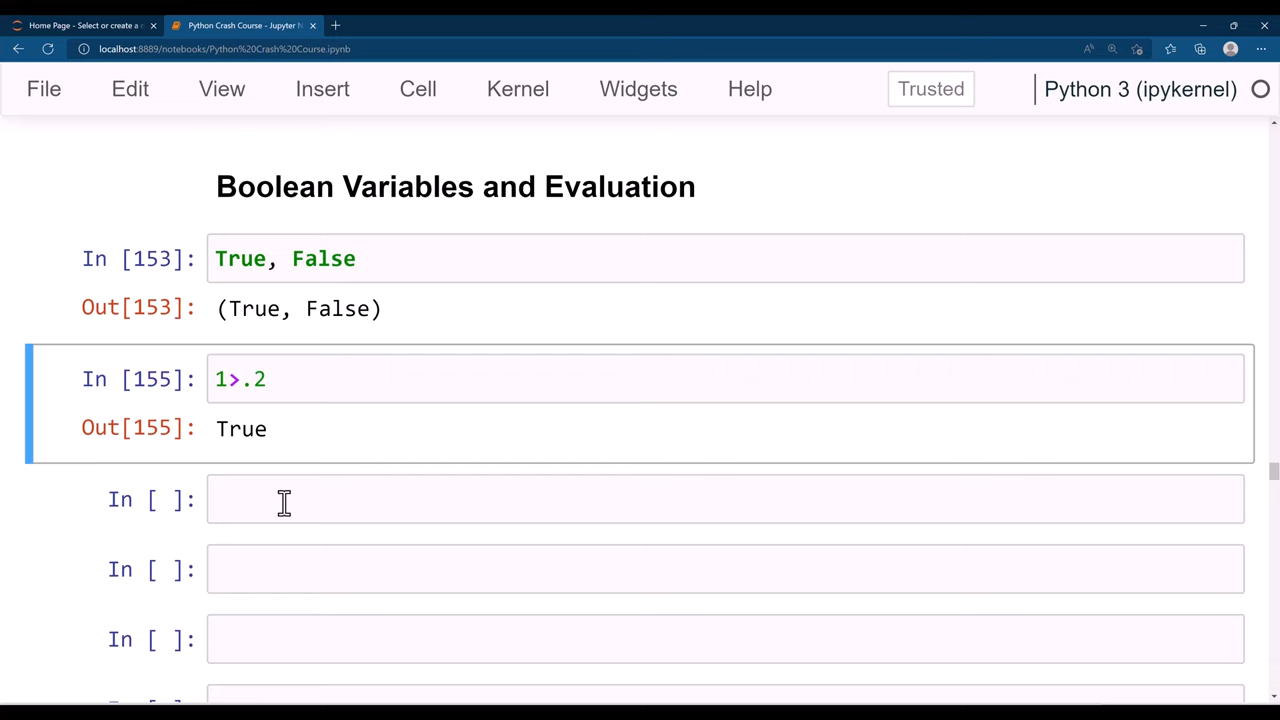 Home Page - Select or create a n
Python Crash Course - Jupyter N
localhost:8889/notebooks/Python%20Crash%20Course.ipynb
File Edit View Insert Cell Kernel Widgets Help Trusted Python 3 (ipykernel)
Boolean Variables and Evaluation
In [153]: True, False
Out[153]: (True, False)
In [155]: 1>.2
Out[155]: True
In [ ]:
In [ ]:
In [ ]: